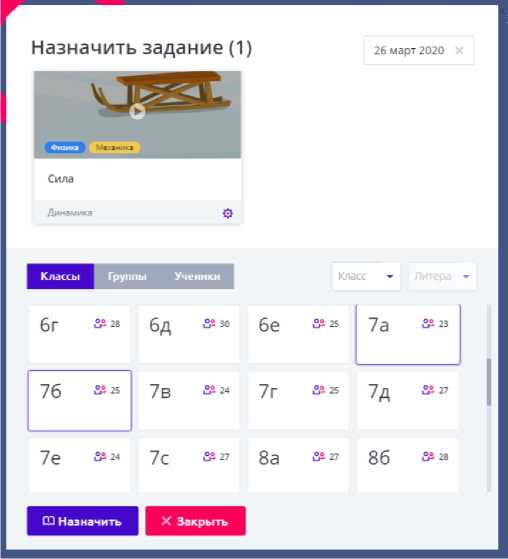 Назначить задание (1)
26 март 2020
Физика Механика
Сила
Динамика
Классы Группы Ученики Класс Литера
6г 28 6д 30 6е 25 7а 23
7б 25 7в 24 7г 25 7д 27
7е 24 7с 27 8а 27 8б 28
Назначить Закрыть